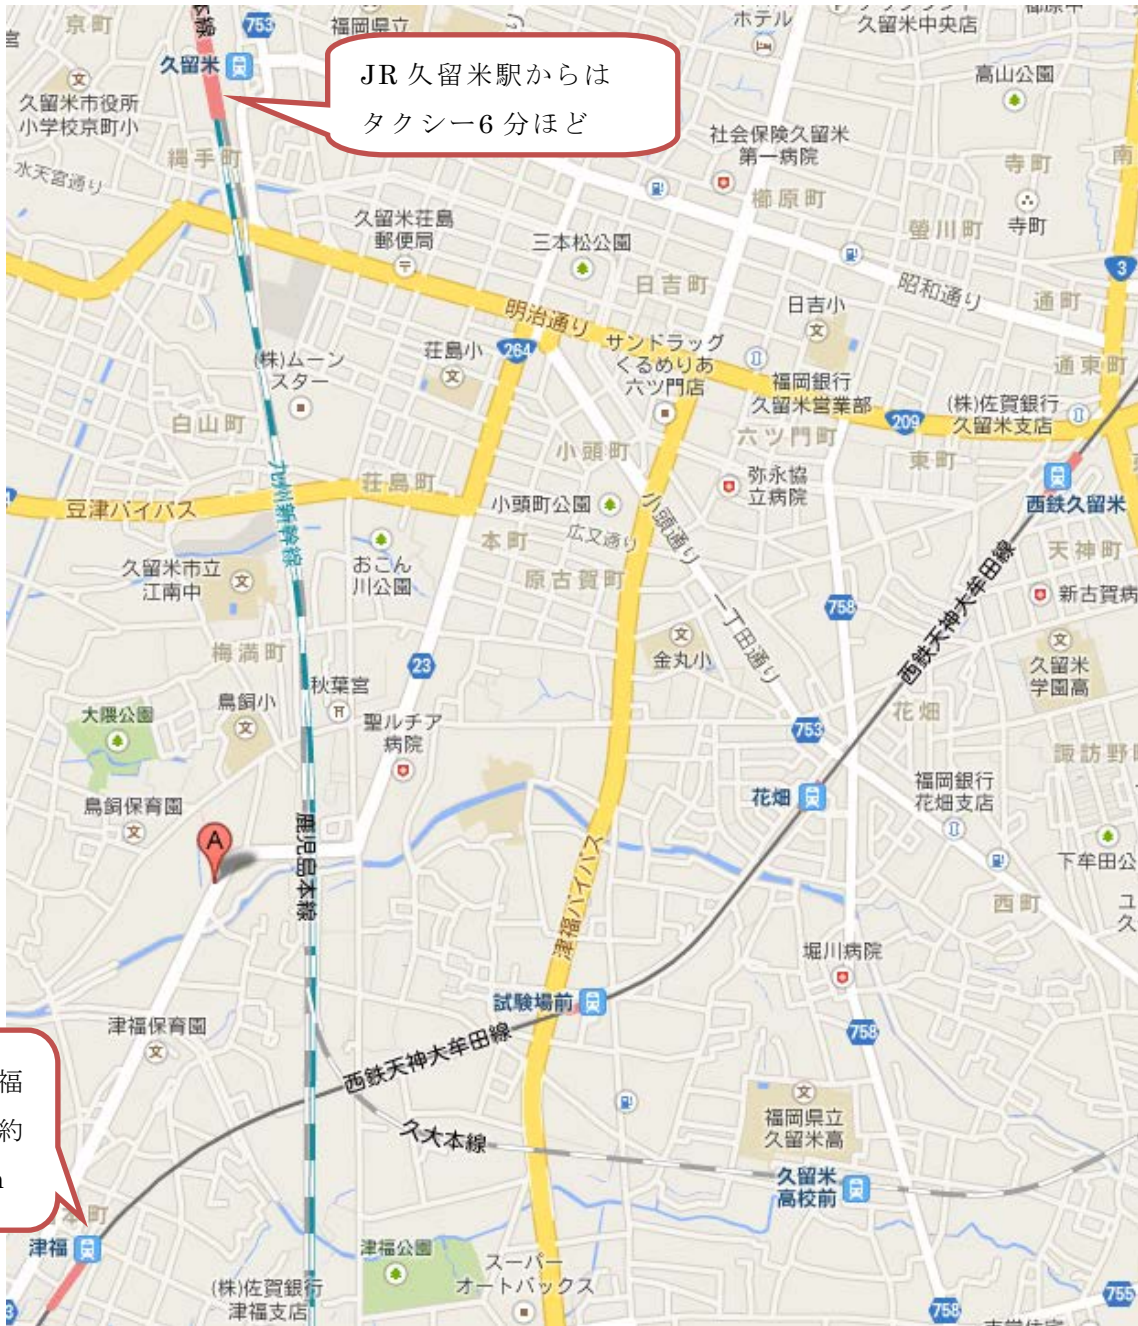 京町
753
福岡県立
ホテル
久留米中央店
久留米
JR 久留米駅からは
タクシー6 分ほど
高山公園
久留米市役所
小学校京町小
社会保険久留米
第一病院
縄手町
水天宮通り
寺町
南
櫛原町
久留米荘島
郵便局
三本松公園
螢川町
寺町
日吉町
昭和通り
3
通町
明治通り
日吉小
264
荘島小
サンドラッグ
くるめりあ
六ツ門店
(株)ムーン
スター
通東町
福岡銀行
久留米営業部
(株)佐賀銀行
久留米支店
白山町
209
六ツ門町
小頭町
東町
九州新幹線
荘島町
弥永協
立病院
西鉄久留米
豆津バイパス
小頭町公園
小頭通り
本町
広又通り
天神町
久留米市立
江南中
おこん
川公園
原古賀町
西鉄天神大牟田線
新古賀病
758
一丁田通り
梅満町
金丸小
久留米
学園高
23
秋葉宮
鳥飼小
大隈公園
聖ルチア
病院
花畑
753
諏訪野
福岡銀行
花畑支店
花畑
鳥飼保育園
A
鹿児島本線
下牟田公
津福バイパス
西町
ユ
久
堀川病院
試験場前
津福保育園
758
西鉄天神大牟田線
福
約
福岡県立
久留米高
久大本線
久留米
高校前
本町
津福
津福公園
スーパー
オートバックス
(株)佐賀銀行
津福支店
3
758
755